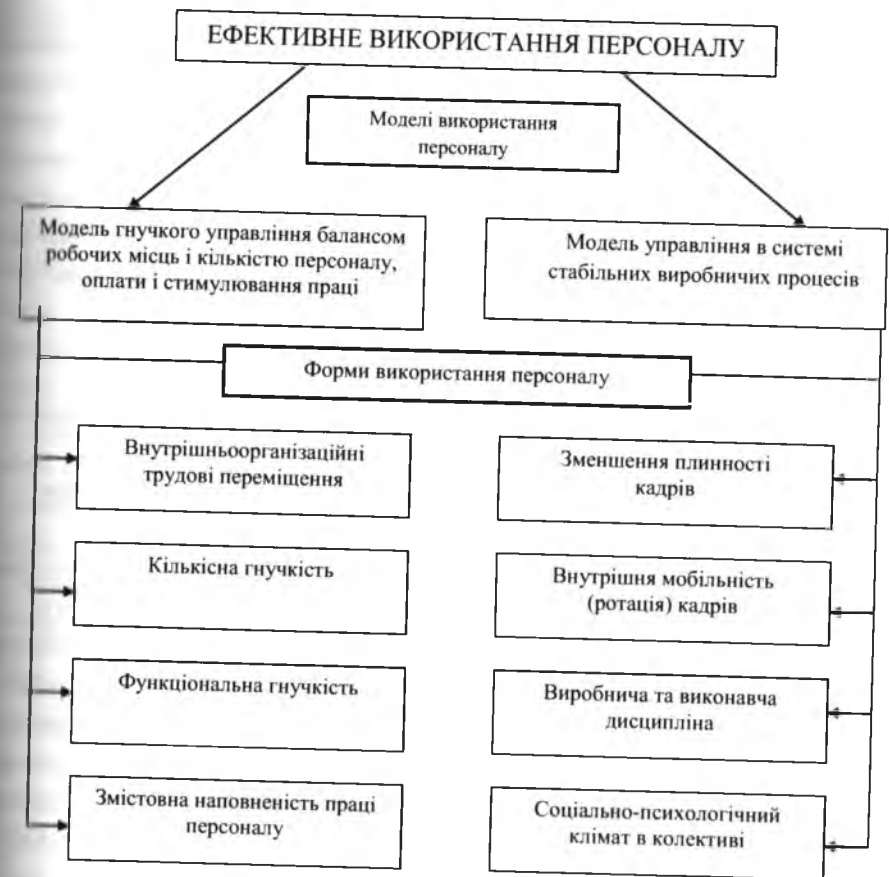 ЕФЕКТИВНЕ ВИКОРИСТАННЯ ПЕРСОНАЛУ
Моделі використання
персоналу
Модель гнучкого управління балансом
робочих місць і кількістю персоналу,
оплати і стимулювання праці
Модель управління в системі
стабільних виробничих процесів
Форми використання персоналу
Внутрішньоорганізаційні
трудові переміщення
Зменшення плинності
кадрів
Кількісна гнучкість
Внутрішня мобільність
(ротація) кадрів
Функціональна гнучкість
Виробнича та виконавча
дисципліна
Змістовна наповненість праці
персоналу
Соціально-психологічний
клімат в колективі